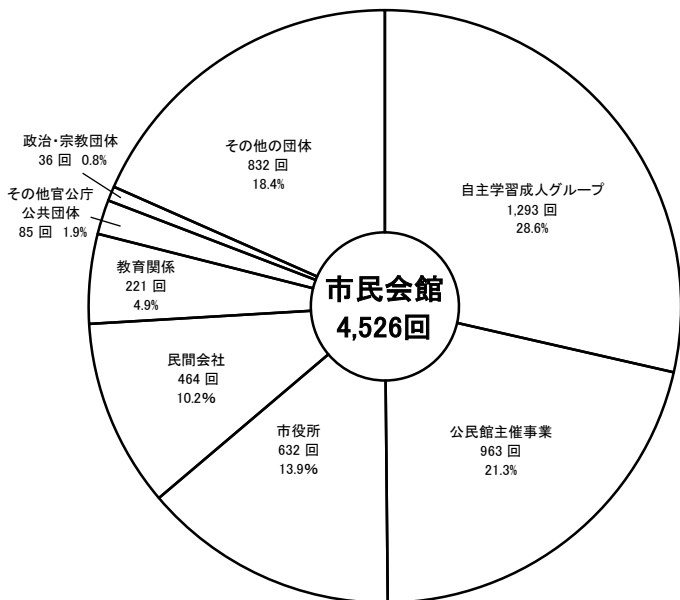 市民会館
4,526回
自主学習成人グループ
1,293 回
28.6%
公民館主催事業
963 回
21.3%
市役所
632 回
13.9%
民間会社
464 回
10.2%
教育関係
221 回
4.9%
その他官公庁
公共団体
85 回 1.9%
政治・宗教団体
36 回 0.8%
その他の団体
832 回
18.4%